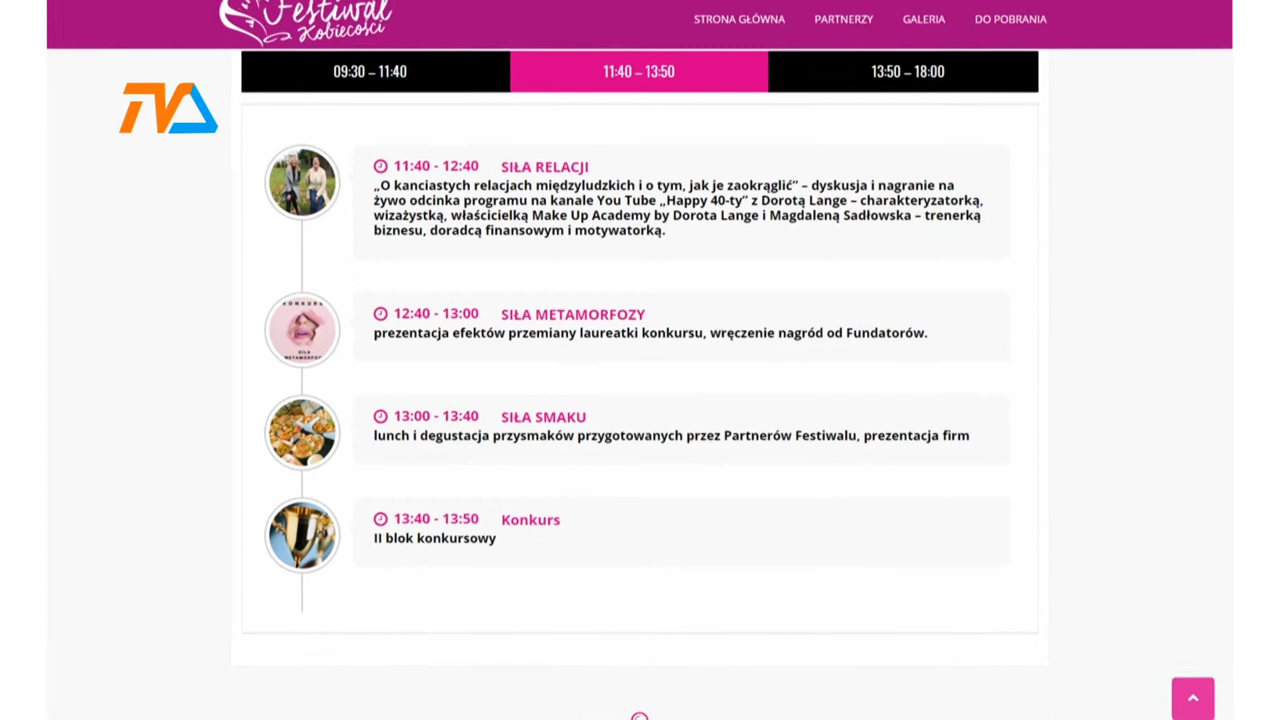 Festiwal
Kobiecości
STRONA GŁÓWNA PARTNERZY GALERIA DO POBRANIA
09:30 – 11:40 11:40 – 13:50 13:50 – 18:00
TVA
11:40 - 12:40 SIŁA RELACJI
„O kanciastych relacjach międzyludzkich i o tym, jak je zaokrąglić” – dyskusja i nagranie na
żywo odcinka programu na kanale You Tube „Happy 40-ty” z Dorotą Lange – charakteryzatorką,
wizażystką, właścicielką Make Up Academy by Dorota Lange i Magdaleną Sadłowska – trenerką
biznesu, doradcą finansowym i motywatorką.
KONKURS
SIŁA
METAMORFOZ
12:40 - 13:00 SIŁA METAMORFOZY
prezentacja efektów przemiany laureatki konkursu, wręczenie nagród od Fundatorów.
13:00 - 13:40 SIŁA SMAKU
lunch i degustacja przysmaków przygotowanych przez Partnerów Festiwalu, prezentacja firm
13:40 - 13:50 Konkurs
II blok konkursowy